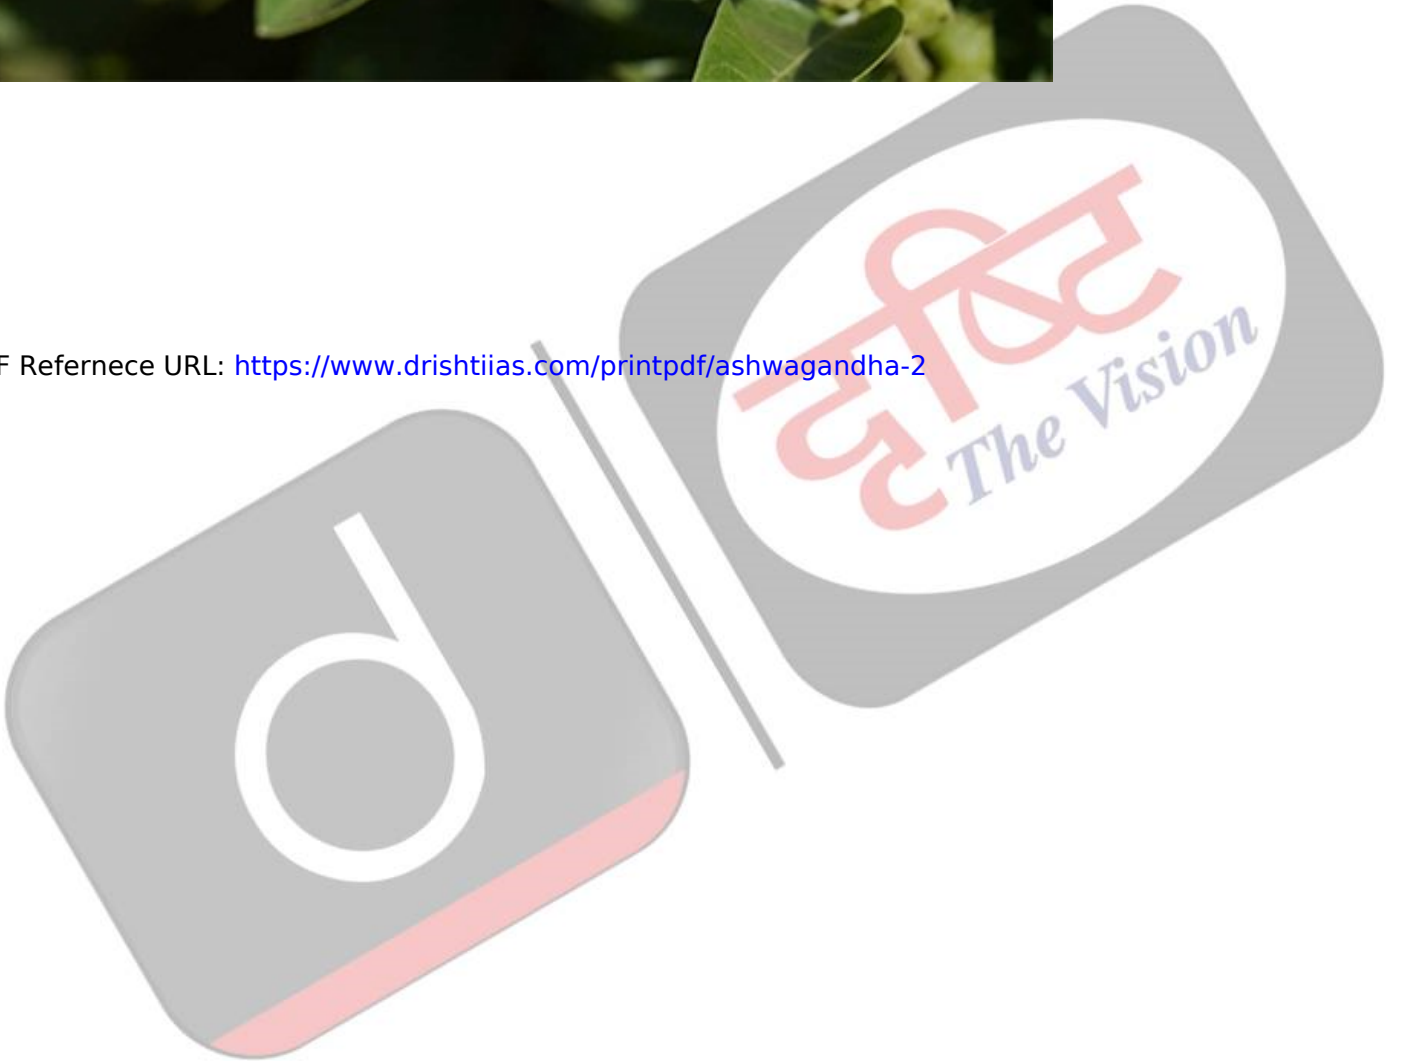 F Refernece URL: https://www.drishtiias.com/printpdf/ashwagandha-2
दृष्टि
The Vision
d